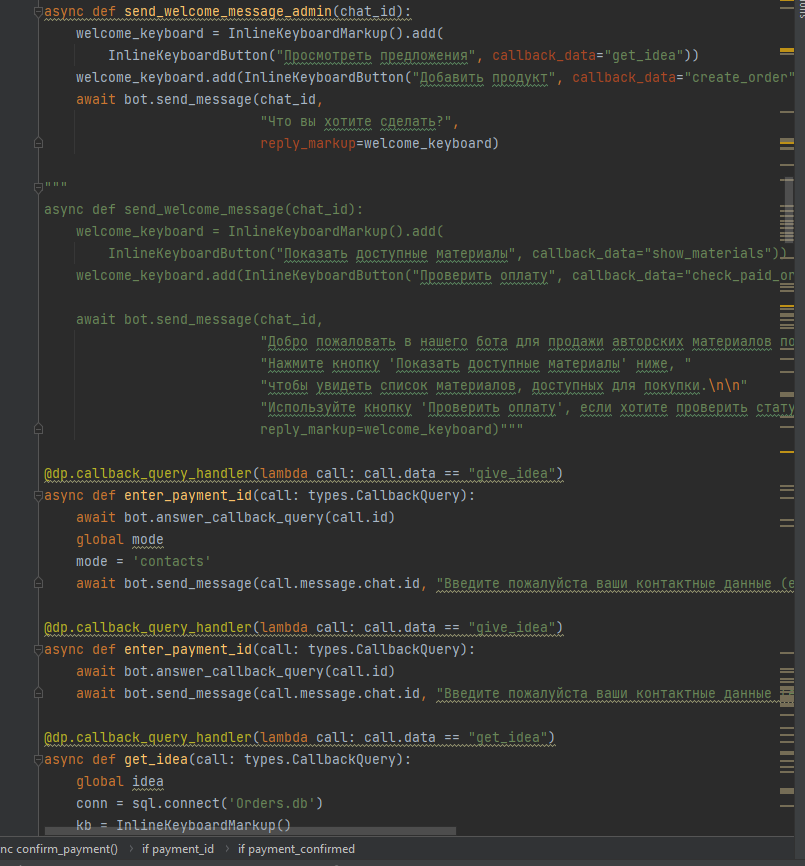 async def send_welcome_message_admin(chat_id):
    welcome_keyboard = InlineKeyboardMarkup().add(
        InlineKeyboardButton("Просмотреть предложения", callback_data="get_idea"))
    welcome_keyboard.add(InlineKeyboardButton("Добавить продукт", callback_data="create_order"
    await bot.send_message(chat_id,
                           "Что вы хотите сделать?",
                           reply_markup=welcome_keyboard)
"""
async def send_welcome_message(chat_id):
    welcome_keyboard = InlineKeyboardMarkup().add(
        InlineKeyboardButton("Показать доступные материалы", callback_data="show_materials"))
    welcome_keyboard.add(InlineKeyboardButton("Проверить оплату", callback_data="check_paid_or
    await bot.send_message(chat_id,
                           "Добро пожаловать в нашего бота для продажи авторских материалов по
                           "Нажмите кнопку 'Показать доступные материалы' ниже, "
                           "чтобы увидеть список материалов, доступных для покупки.\n\n"
                           "Используйте кнопку 'Проверить оплату', если хотите проверить стату
                           reply_markup=welcome_keyboard)"""
@dp.callback_query_handler(lambda call: call.data == "give_idea")
async def enter_payment_id(call: types.CallbackQuery):
    await bot.answer_callback_query(call.id)
    global mode
    mode = 'contacts'
    await bot.send_message(call.message.chat.id, "Введите пожалуйста ваши контактные данные (e
@dp.callback_query_handler(lambda call: call.data == "give_idea")
async def enter_payment_id(call: types.CallbackQuery):
    await bot.answer_callback_query(call.id)
    await bot.send_message(call.message.chat.id, "Введите пожалуйста ваши контактные данные
@dp.callback_query_handler(lambda call: call.data == "get_idea")
async def get_idea(call: types.CallbackQuery):
    global idea
    conn = sql.connect('Orders.db')
    kb = InlineKeyboardMarkup()
nc confirm_payment() › if payment_id › if payment_confirmed